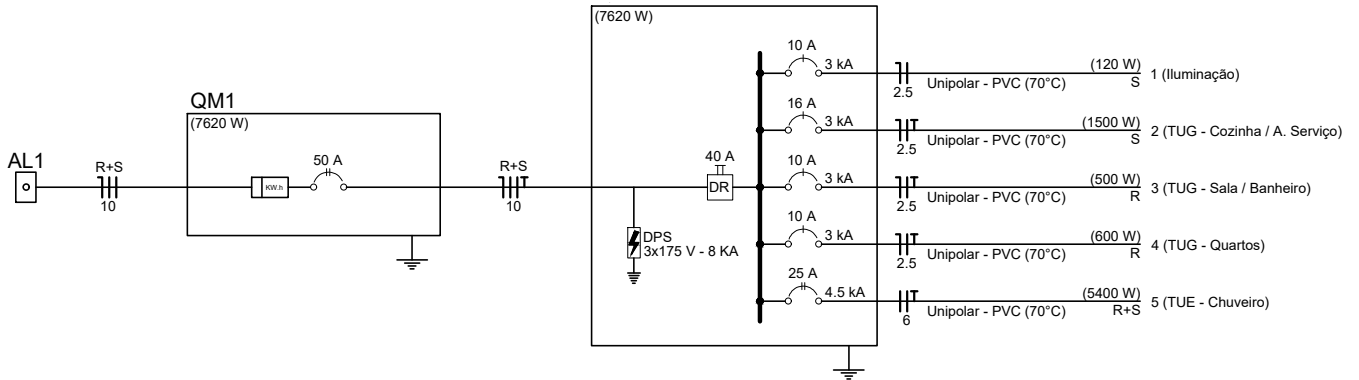 AL1
R+S
10
QM1
(7620 W)
KW.h
50 A
R+S
10
(7620 W)
DPS
3x175 V - 8 KA
40 A
DR
10 A
3 kA
2.5
Unipolar - PVC (70°C)
(120 W)
S
1 (Iluminação)
16 A
3 kA
2.5
Unipolar - PVC (70°C)
(1500 W)
S
2 (TUG - Cozinha / A. Serviço)
10 A
3 kA
2.5
Unipolar - PVC (70°C)
(500 W)
R
3 (TUG - Sala / Banheiro)
10 A
3 kA
2.5
Unipolar - PVC (70°C)
(600 W)
R
4 (TUG - Quartos)
25 A
4.5 kA
6
Unipolar - PVC (70°C)
(5400 W)
R+S
5 (TUE - Chuveiro)